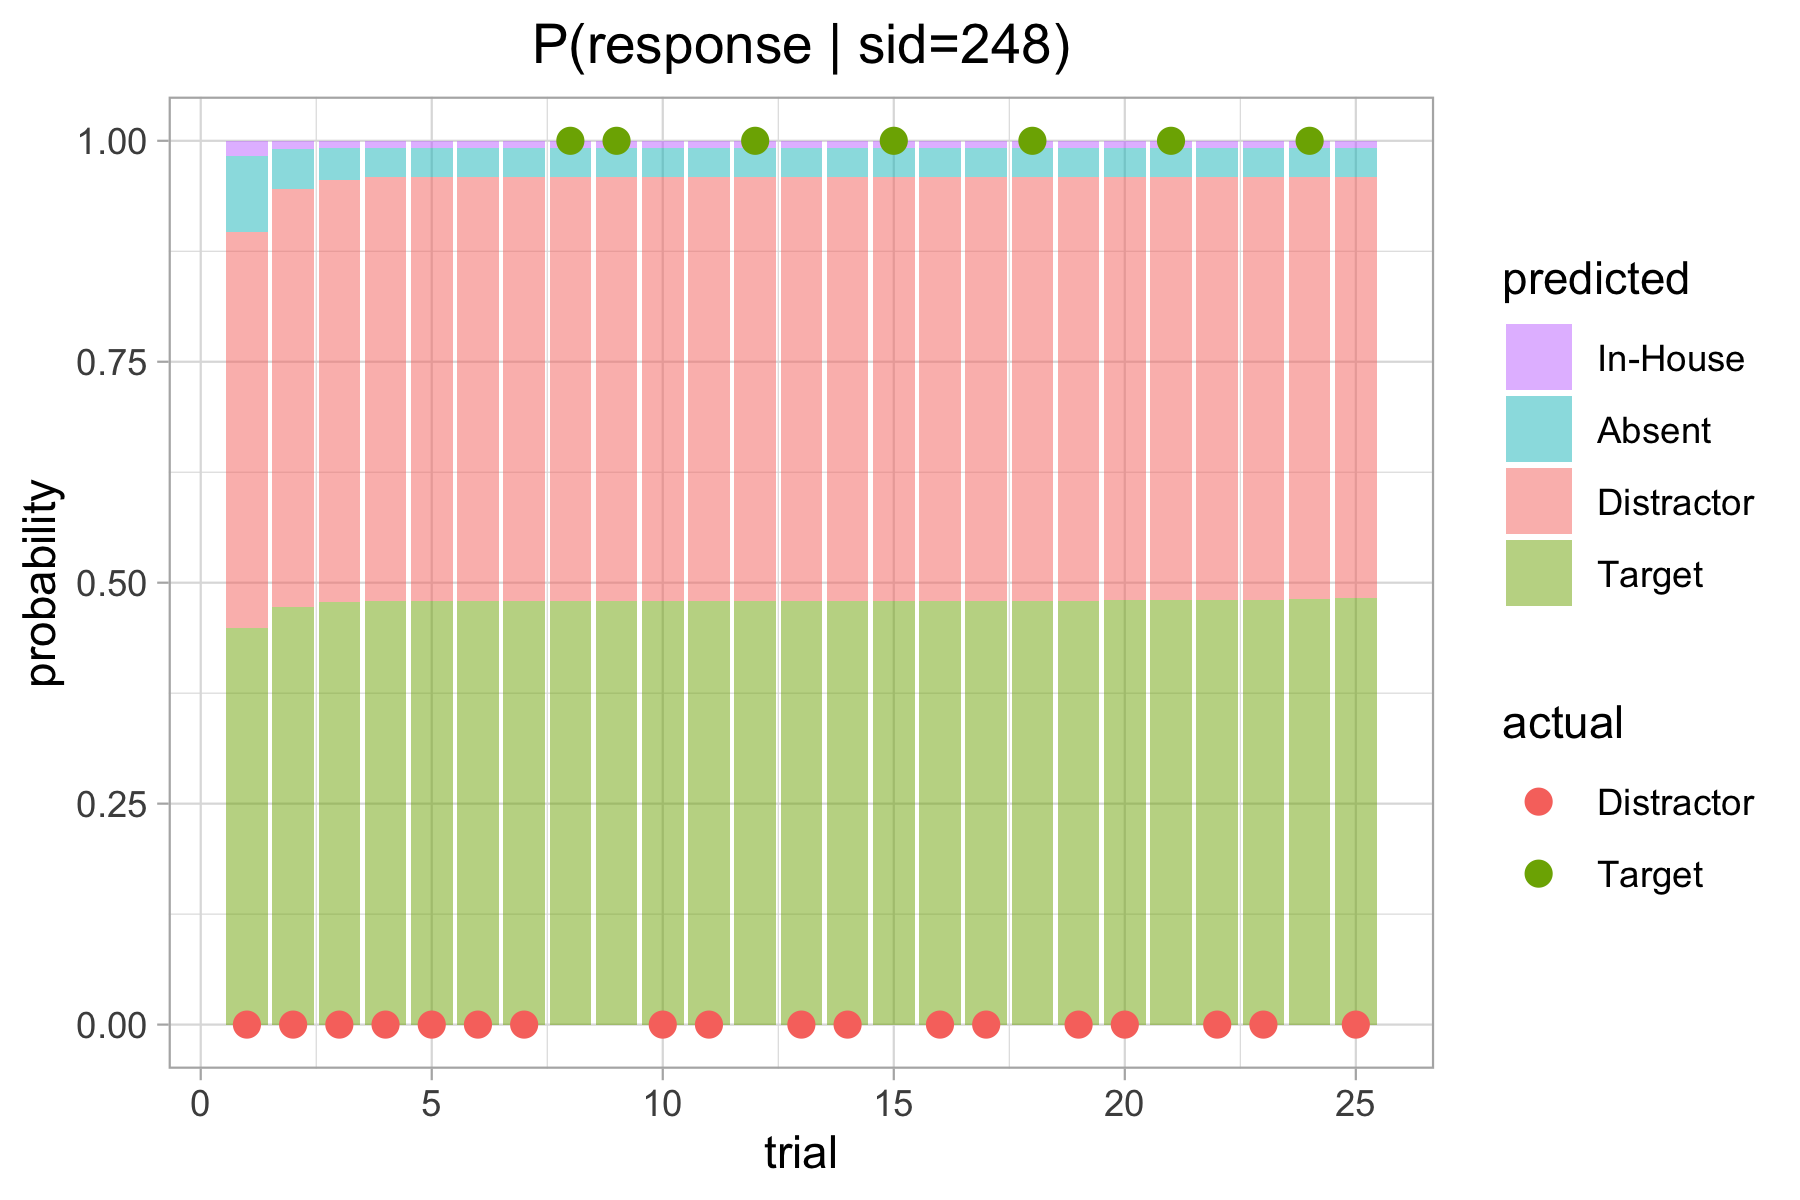 P(response | sid=248)
probability
1.00
0.75
0.50
0.25
0.00
0 5 10 15 20 25
trial
predicted
In-House
Absent
Distractor
Target
actual
Distractor
Target